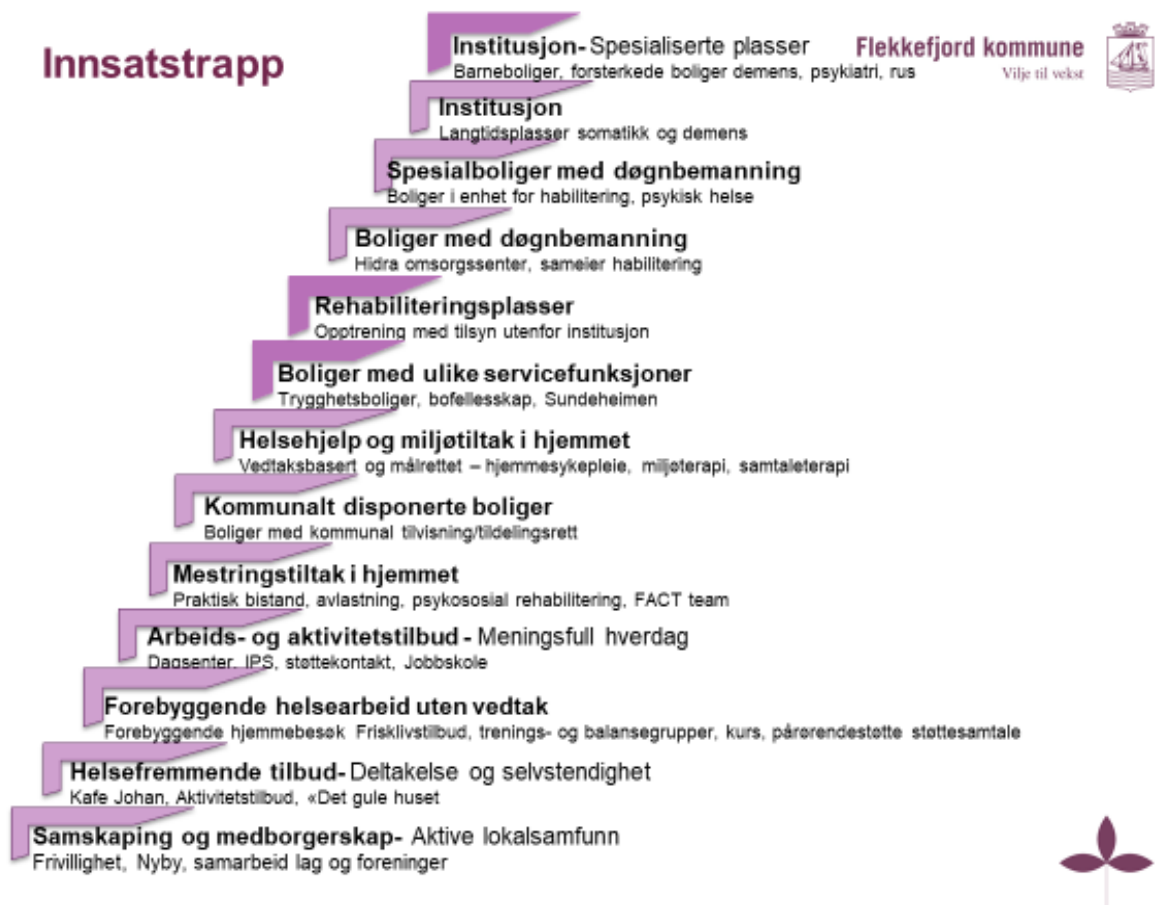 Innsatstrapp
Flekkefjord kommune
Vilje til vekst
Institusjon- Spesialiserte plasser
Barneboliger, forsterkede boliger demens, psykiatri, rus
Institusjon
Langtidsplasser somatikk og demens
Spesialboliger med døgnbemanning
Boliger i enhet for habilitering, psykisk helse
Boliger med døgnbemanning
Hidra omsorgssenter, sameier habilitering
Rehabiliteringsplasser
Opptrening med tilsyn utenfor institusjon
Boliger med ulike servicefunksjoner
Trygghetsboliger, bofellesskap, Sundeheimen
Helsehjelp og miljøtiltak i hjemmet
Vedtaksbasert og målrettet – hjemmesykepleie, miljøterapi, samtaleterapi
Kommunalt disponerte boliger
Boliger med kommunal tilvisning/tildelingsrett
Mestringstiltak i hjemmet
Praktisk bistand, avlastning, psykososial rehabilitering, FACT team
Arbeids- og aktivitetstilbud - Meningsfull hverdag
Dagsenter, IPS, støttekontakt, Jobbskole
Forebyggende helsearbeid uten vedtak
Forebyggende hjemmebesøk Frisklivstilbud, trenings- og balansegrupper, kurs, pårørendestøtte støttesamtale
Helsefremmende tilbud- Deltakelse og selvstendighet
Kafe Johan, Aktivitetstilbud, «Det gule huset
Samskaping og medborgerskap- Aktive lokalsamfunn
Frivillighet, Nyby, samarbeid lag og foreninger